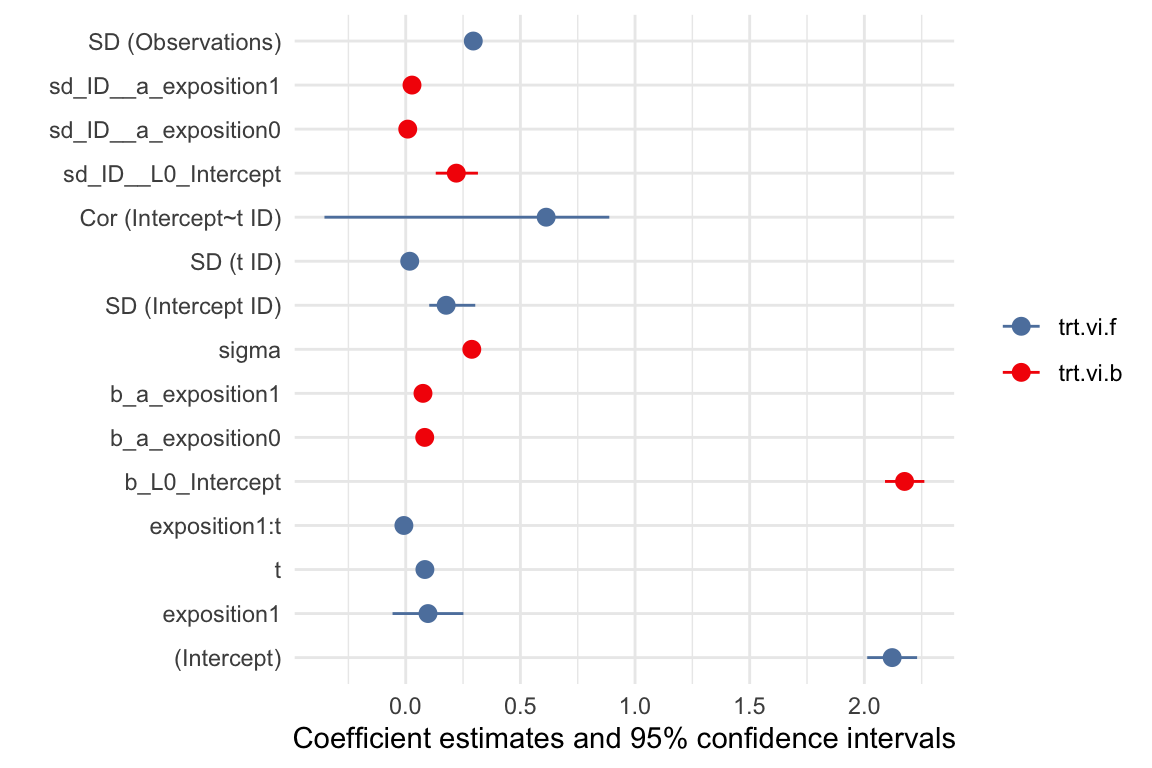 SD (Observations)
sd_ID__a_exposition1
sd_ID__a_exposition0
sd_ID__L0_Intercept
Cor (Intercept~t ID)
SD (t ID)
SD (Intercept ID)
sigma
b_a_exposition1
b_a_exposition0
b_L0_Intercept
exposition1:t
t
exposition1
(Intercept)
0.0 0.5 1.0 1.5 2.0
Coefficient estimates and 95% confidence intervals
trt.vi.f
trt.vi.b